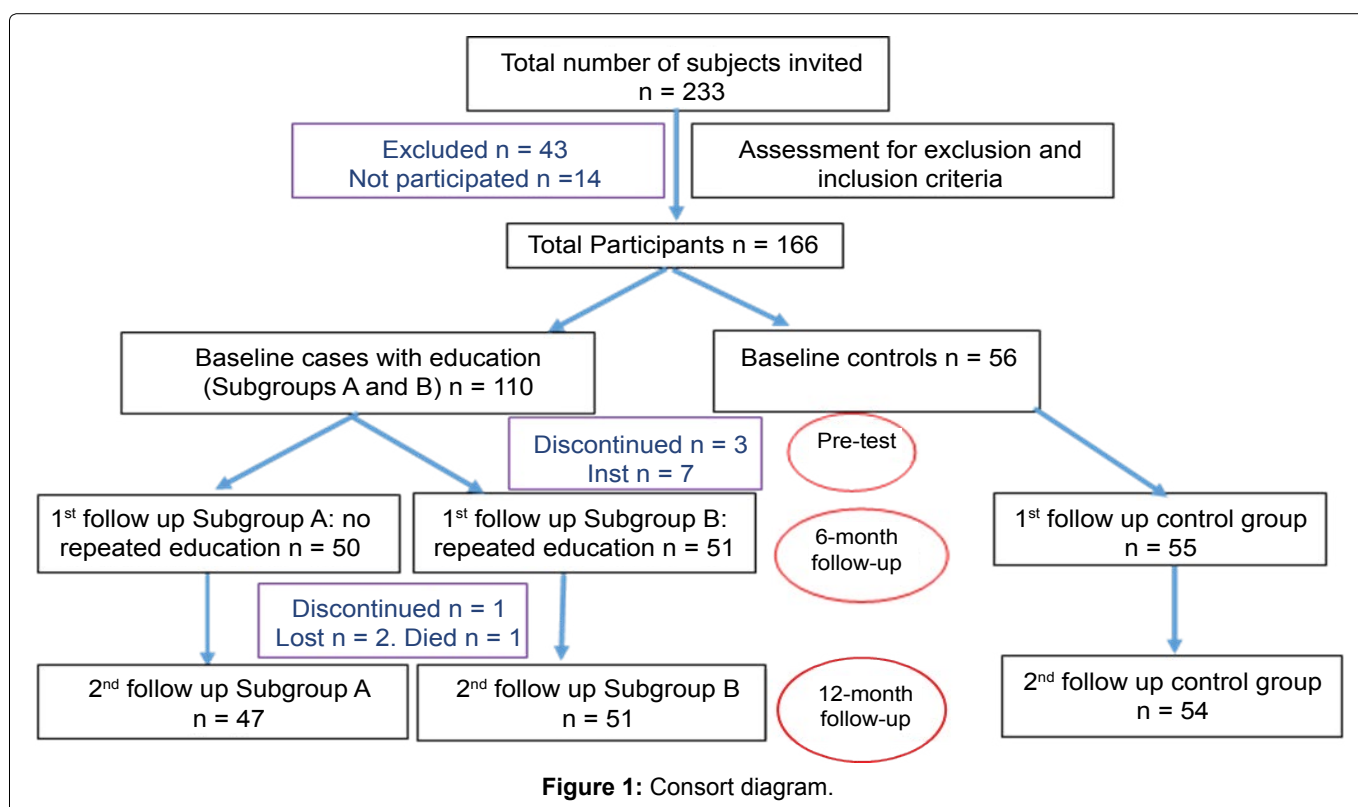 Total number of subjects invited
n = 233
Excluded n = 43
Not participated n =14
Assessment for exclusion and
inclusion criteria
Total Participants n = 166
Baseline cases with education
(Subgroups A and B) n = 110
Baseline controls n = 56
Discontinued n = 3
Inst n = 7
Pre-test
1st follow up Subgroup A: no
repeated education n = 50
1st follow up Subgroup B:
repeated education n = 51
6-month
follow-up
1st follow up control group
n = 55
Discontinued n = 1
Lost n = 2. Died n = 1
2nd follow up Subgroup A
n = 47
2nd follow up Subgroup B
n = 51
12-month
follow-up
2nd follow up control group
n = 54
Figure 1: Consort diagram.